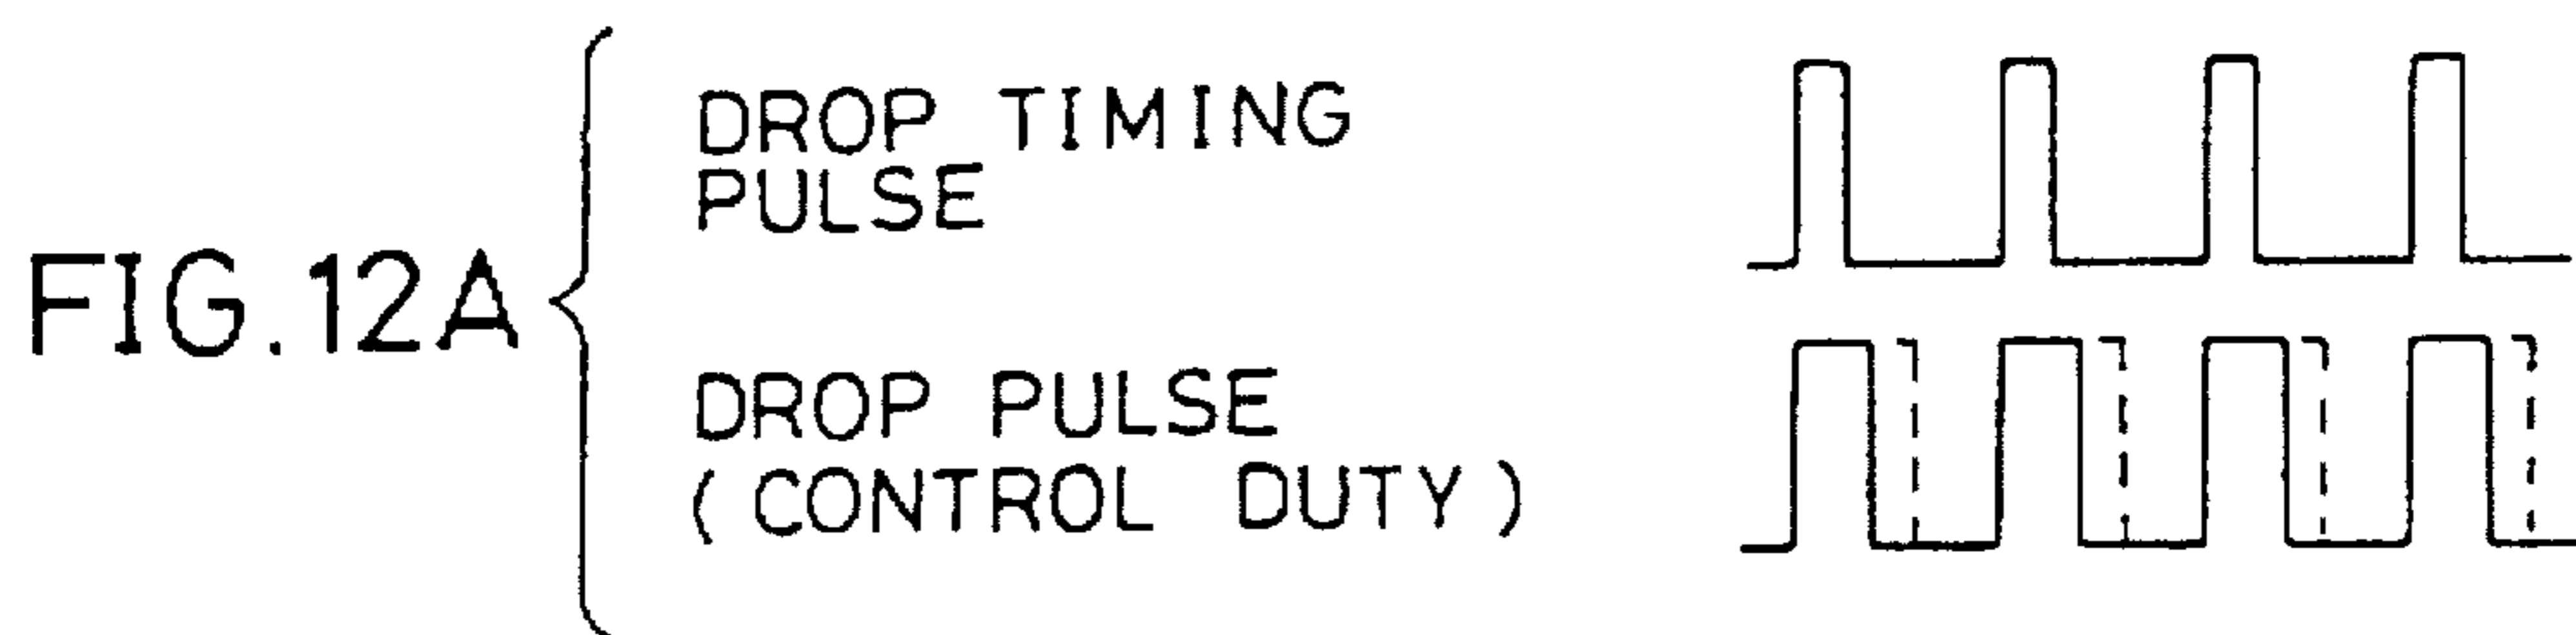 FIG.12A
DROP TIMING
PULSE
DROP PULSE
(CONTROL DUTY)